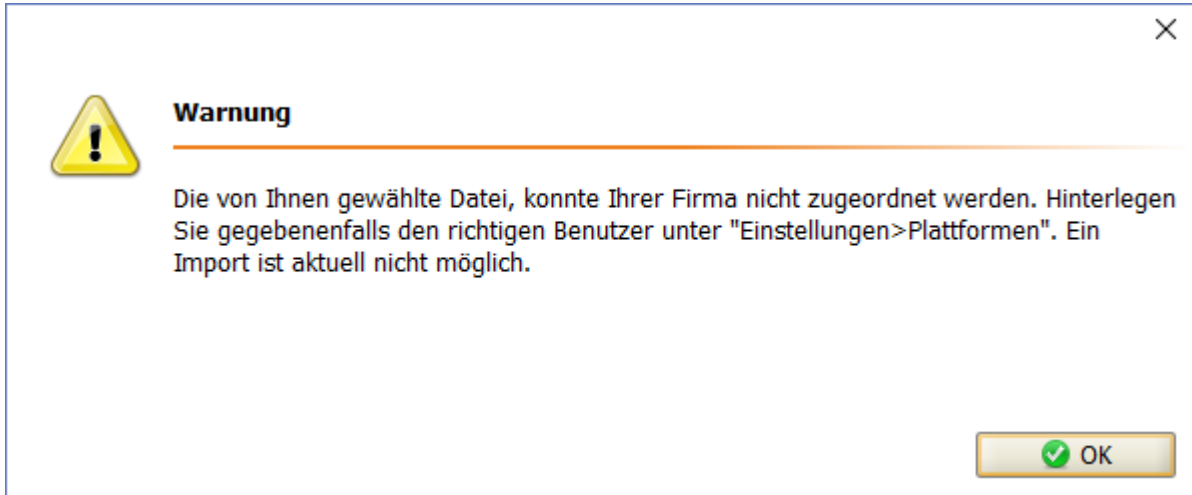 Warnung
Die von Ihnen gewählte Datei, konnte Ihrer Firma nicht zugeordnet werden. Hinterlegen
Sie gegebenenfalls den richtigen Benutzer unter "Einstellungen>Plattformen". Ein
Import ist aktuell nicht möglich.
OK